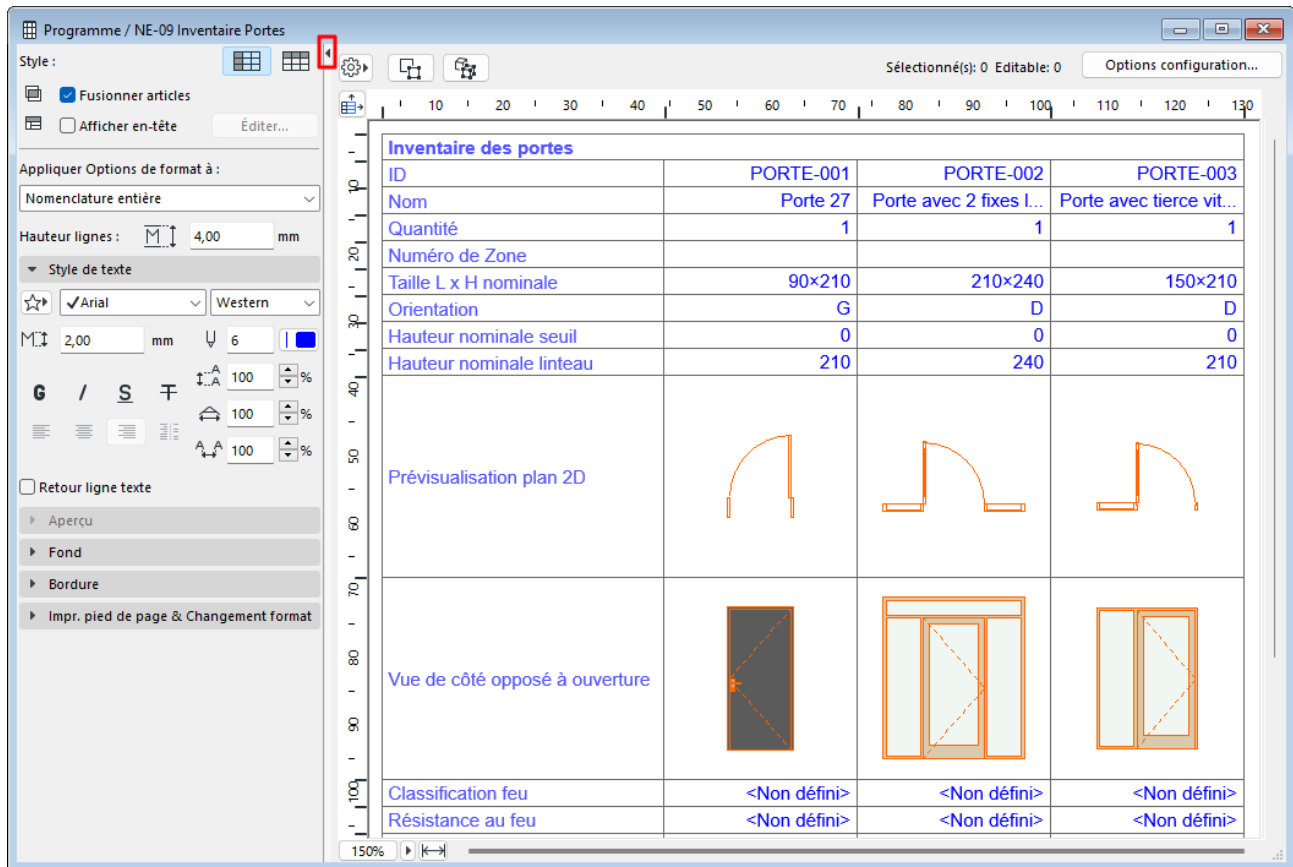 Programme / NE-09 Inventaire Portes
Style :
Fusionner articles
Afficher en-tête Éditer...
Appliquer Options de format à :
Nomenclature entière
Hauteur lignes : 4,00 mm
Style de texte
Arial Western
2,00 mm 6
100 %
G / S T
100 %
100 %
Retour ligne texte
Aperçu
Fond
Bordure
Impr. pied de page & Changement format
Sélectionné(s): 0 Editable: 0 Options configuration...
10 20 30 40 50 60 70 80 90 100 110 120 130
Inventaire des portes
ID PORTE-001 PORTE-002 PORTE-003
Nom Porte 27 Porte avec 2 fixes l... Porte avec tierce vit...
Quantité 1 1 1
Numéro de Zone
Taille L x H nominale 90×210 210×240 150×210
Orientation G D D
Hauteur nominale seuil 0 0 0
Hauteur nominale linteau 210 240 210
Prévisualisation plan 2D
Vue de côté opposé à ouverture
Classification feu <Non défini> <Non défini> <Non défini>
Résistance au feu <Non défini> <Non défini> <Non défini>
10
20
30
40
50
60
70
80
90
100
150%